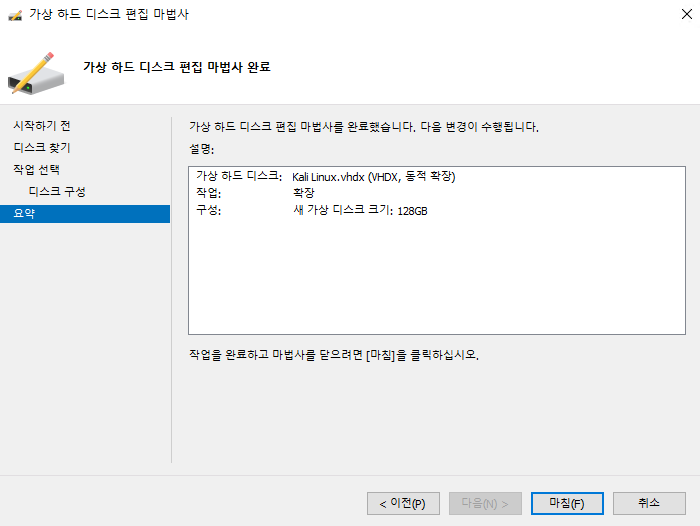 가상 하드 디스크 편집 마법사
가상 하드 디스크 편집 마법사 완료
시작하기 전
디스크 찾기
작업 선택
디스크 구성
요약
가상 하드 디스크 편집 마법사를 완료했습니다. 다음 변경이 수행됩니다.
설명:
가상 하드 디스크: Kali Linux.vhdx (VHDX, 동적 확장)
작업: 확장
구성: 새 가상 디스크 크기: 128GB
작업을 완료하고 마법사를 닫으려면 [마침]을 클릭하십시오.
< 이전(P) 다음(N) > 마침(F) 취소